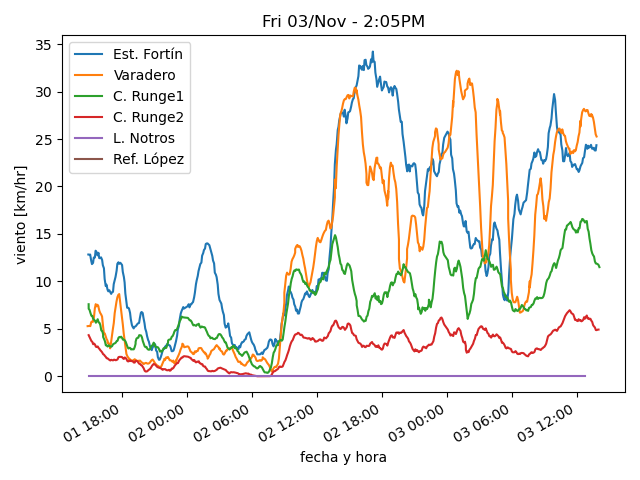 Fri 03/Nov - 2:05PM
Est. Fortín
Varadero
C. Runge1
C. Runge2
L. Notros
Ref. López
viento [km/hr]
35
30
25
20
15
10
5
0
01 18:00
02 00:00
02 06:00
02 12:00
02 18:00
03 00:00
03 06:00
03 12:00
fecha y hora